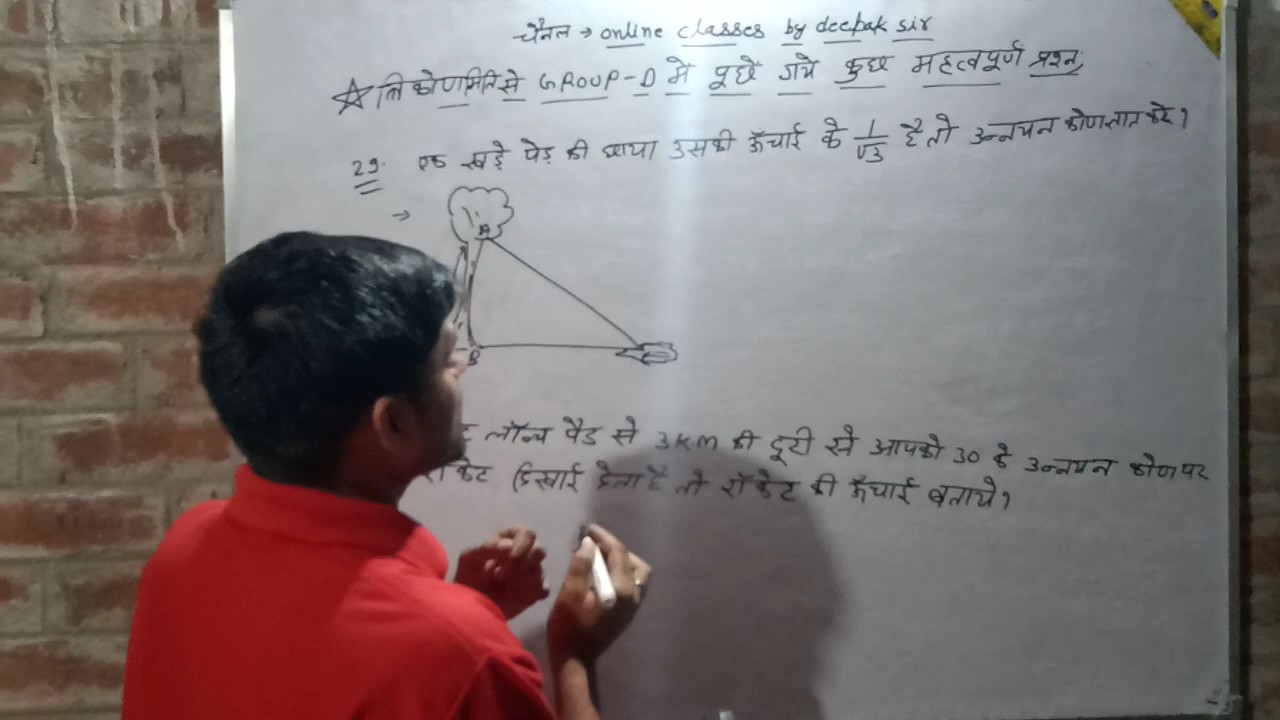 चैनल → online classes by deepak sir
त्रिकोणमिति से GROUP-D में पूछे गये कुछ महत्वपूर्ण प्रश्न
29. एक खड़े पेड़ की छाया उसकी ऊँचाई के 1/√3 है तो उन्नयन कोण ज्ञात करे?
→
A
B
लॉन्च पैड से 3km की दूरी से आपको 30 के उन्नयन कोण पर
रॉकेट दिखाई देता है तो रॉकेट की ऊँचाई बताये?